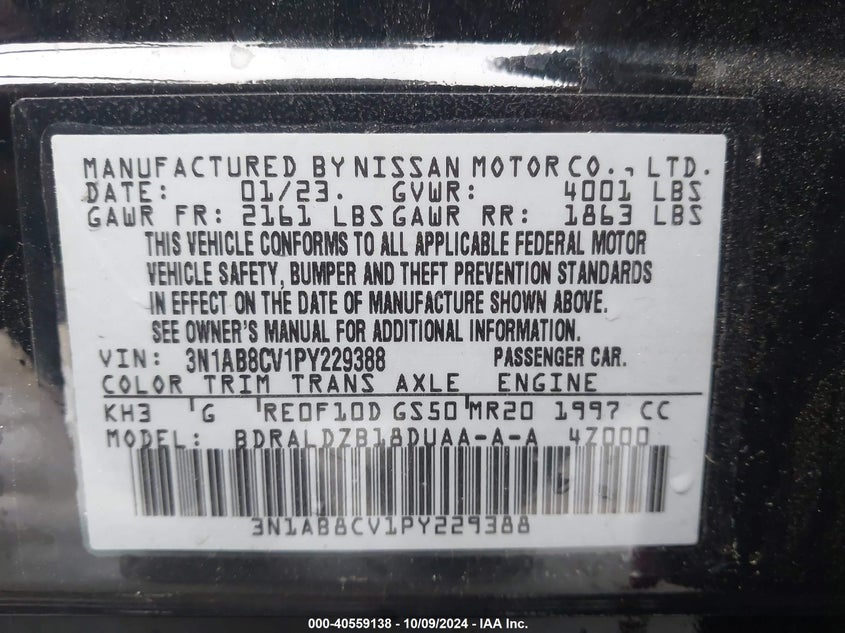 MANUFACTURED BY NISSAN MOTOR CO., LTD.
DATE: 01/23. GVWR: 4001 LBS
GAWR FR: 2161 LBS GAWR RR: 1863 LBS
THIS VEHICLE CONFORMS TO ALL APPLICABLE FEDERAL MOTOR
VEHICLE SAFETY, BUMPER AND THEFT PREVENTION STANDARDS
IN EFFECT ON THE DATE OF MANUFACTURE SHOWN ABOVE.
SEE OWNER'S MANUAL FOR ADDITIONAL INFORMATION.
VIN: 3N1AB8CV1PY229388 PASSENGER CAR.
COLOR TRIM TRANS AXLE ENGINE
KH3 G RE0F10D GS50 MR20 1997 CC
MODEL: BDRALDZB18DUAA-A-A 4Z000
3N1AB8CV1PY229388
000-40559138 - 10/09/2024 - IAA Inc.